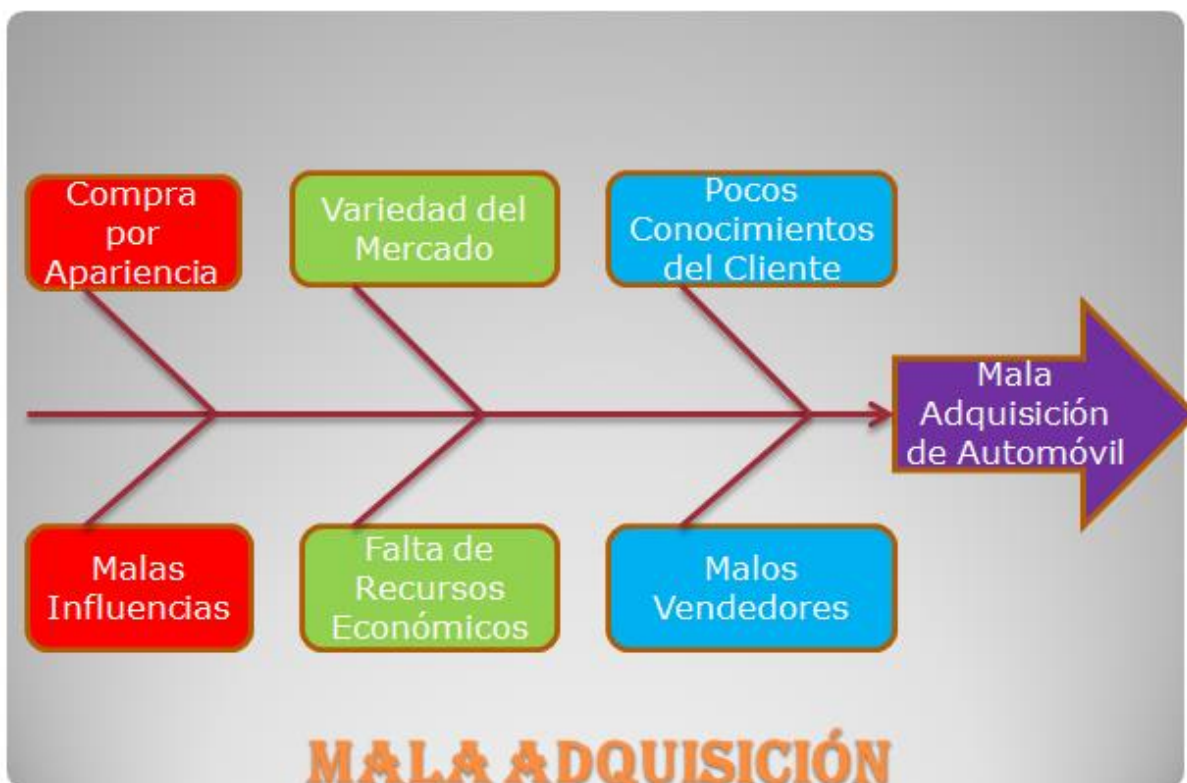 Compra
por
Apariencia
Variedad del
Mercado
Pocos
Conocimientos
del Cliente
Mala
Adquisición
de Automóvil
Malas
Influencias
Falta de
Recursos
Económicos
Malos
Vendedores
MALA ADQUISICIÓN